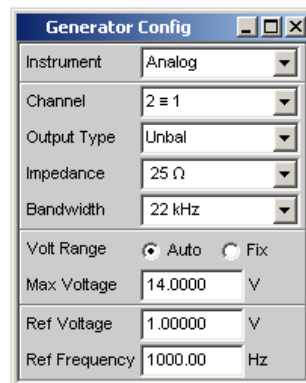 Generator Config
Instrument Analog
Channel 2 ≡ 1
Output Type Unbal
Impedance 25 Ω
Bandwidth 22 kHz
Volt Range Auto Fix
Max Voltage 14.0000 V
Ref Voltage 1.00000 V
Ref Frequency 1000.00 Hz